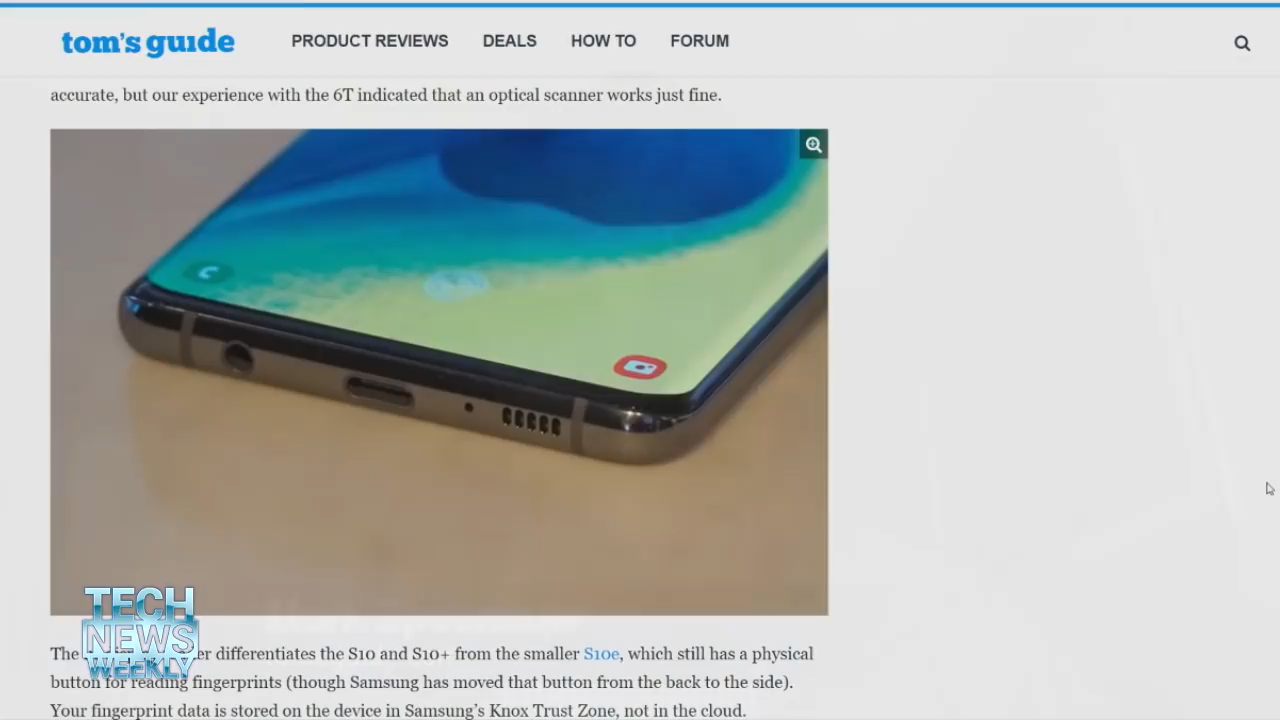 tom's guide PRODUCT REVIEWS DEALS HOW TO FORUM
accurate, but our experience with the 6T indicated that an optical scanner works just fine.
The er differentiates the S10 and S10+ from the smaller S10e, which still has a physical
button for reading fingerprints (though Samsung has moved that button from the back to the side).
Your fingerprint data is stored on the device in Samsung's Knox Trust Zone, not in the cloud.
TECH
NEWS
WEEKLY